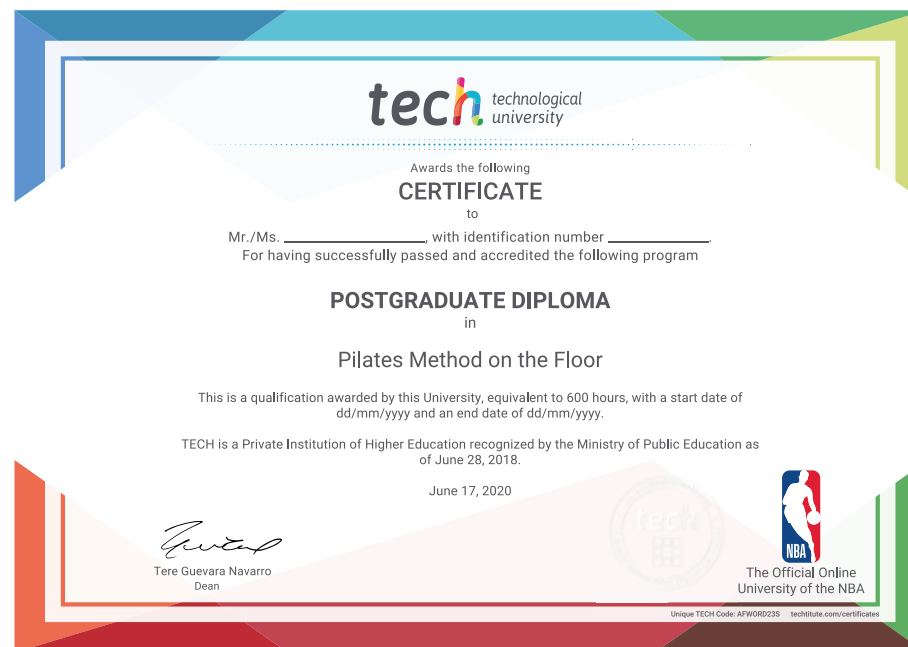 tech technological
university
Awards the following
CERTIFICATE
to
Mr./Ms. ____________________, with identification number ______________.
For having successfully passed and accredited the following program
POSTGRADUATE DIPLOMA
in
Pilates Method on the Floor
This is a qualification awarded by this University, equivalent to 600 hours, with a start date of
dd/mm/yyyy and an end date of dd/mm/yyyy.
TECH is a Private Institution of Higher Education recognized by the Ministry of Public Education as
of June 28, 2018.
June 17, 2020
tech
NBA
Tere Guevara Navarro
Dean
The Official Online
University of the NBA
Unique TECH Code: AFWORD23S techtitute.com/certificates